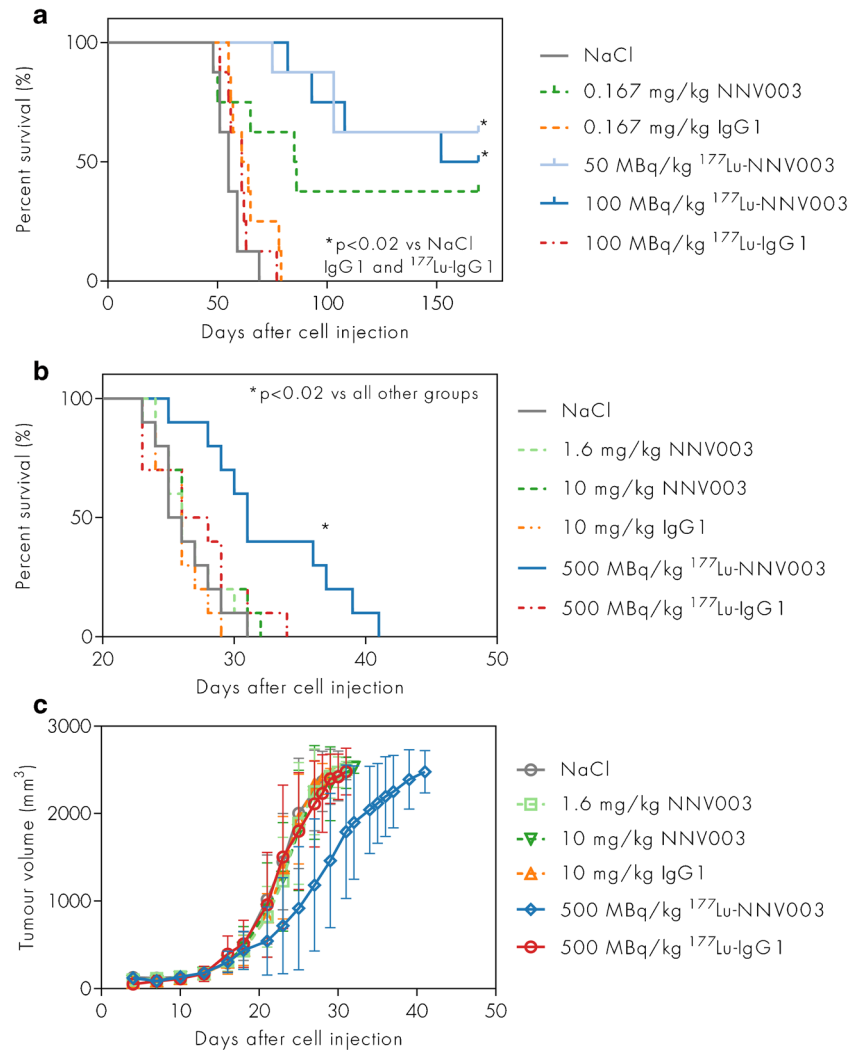 a
Percent survival (%)
100
50
0
0 50 100 150
Days after cell injection
*
*
*p<0.02 vs NaCl
IgG1 and ¹⁷⁷Lu-IgG1
NaCl
0.167 mg/kg NNV003
0.167 mg/kg IgG1
50 MBq/kg ¹⁷⁷Lu-NNV003
100 MBq/kg ¹⁷⁷Lu-NNV003
100 MBq/kg ¹⁷⁷Lu-IgG1
b
Percent survival (%)
100
50
0
20 30 40 50
Days after cell injection
*p<0.02 vs all other groups
*
NaCl
1.6 mg/kg NNV003
10 mg/kg NNV003
10 mg/kg IgG1
500 MBq/kg ¹⁷⁷Lu-NNV003
500 MBq/kg ¹⁷⁷Lu-IgG1
c
Tumour volume (mm³)
3000
2000
1000
0
0 10 20 30 40 50
Days after cell injection
NaCl
1.6 mg/kg NNV003
10 mg/kg NNV003
10 mg/kg IgG1
500 MBq/kg ¹⁷⁷Lu-NNV003
500 MBq/kg ¹⁷⁷Lu-IgG1